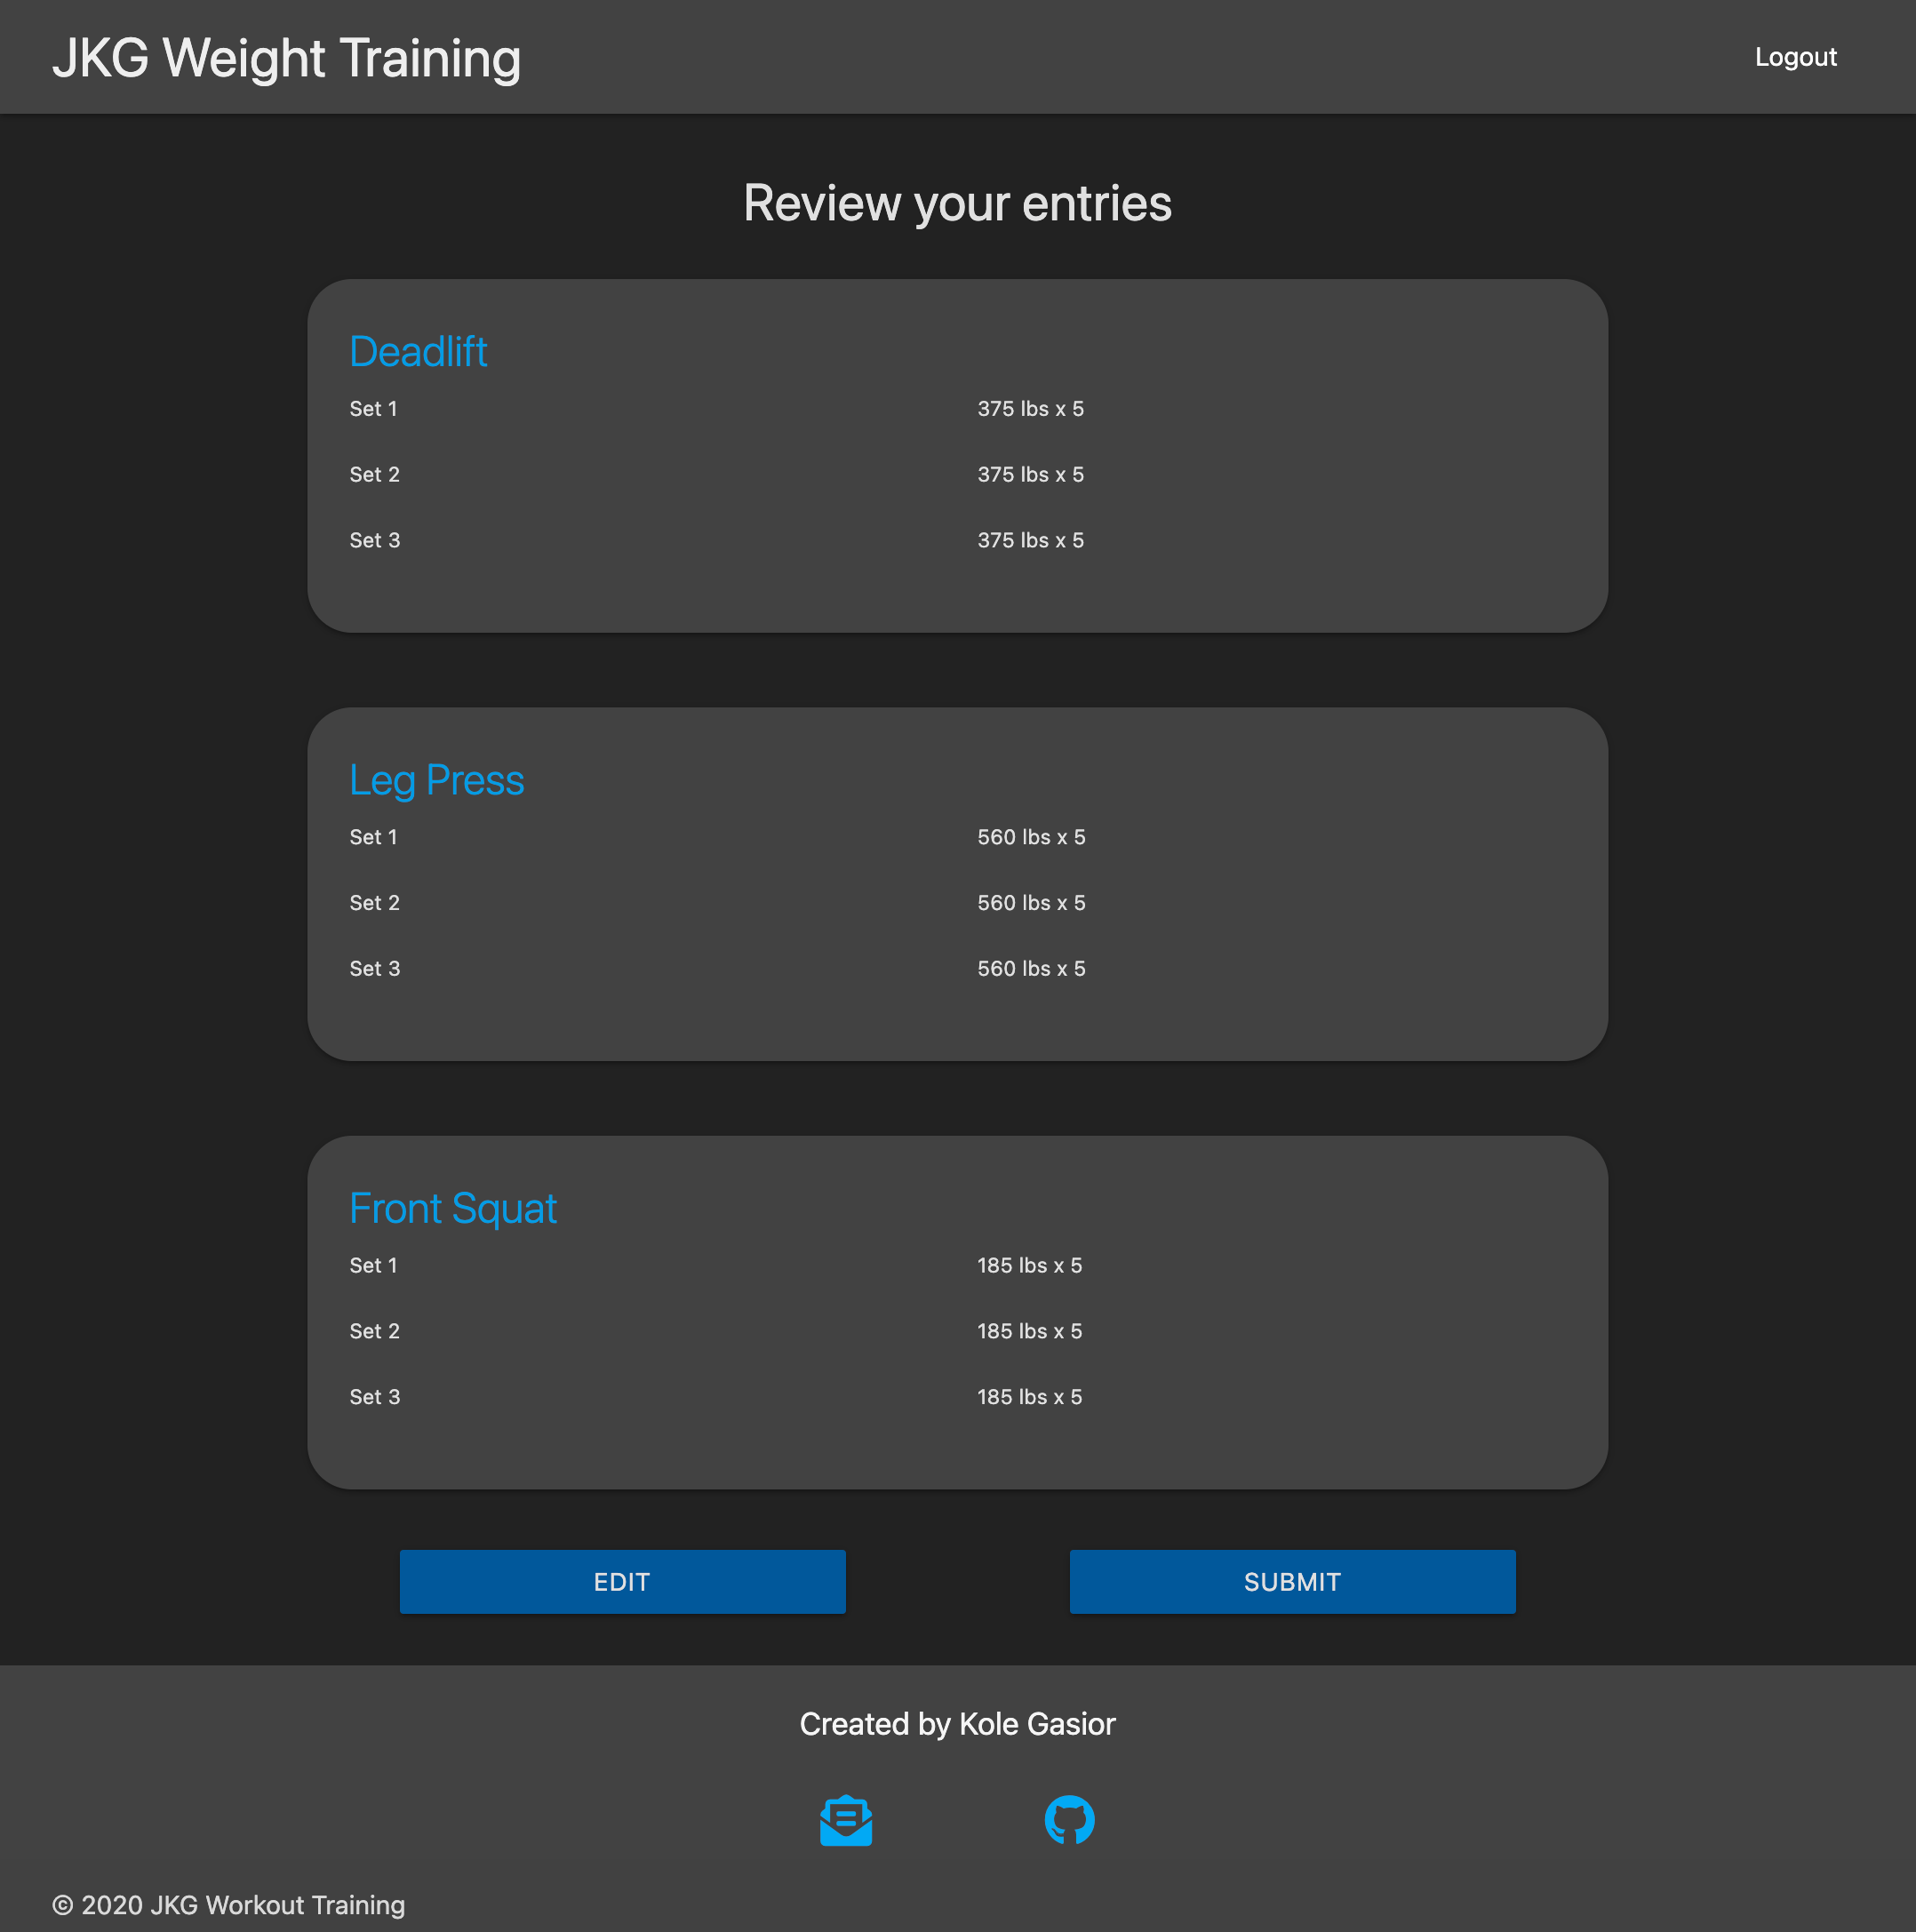 JKG Weight Training
Logout
Review your entries
Deadlift
Set 1 375 lbs x 5
Set 2 375 lbs x 5
Set 3 375 lbs x 5
Leg Press
Set 1 560 lbs x 5
Set 2 560 lbs x 5
Set 3 560 lbs x 5
Front Squat
Set 1 185 lbs x 5
Set 2 185 lbs x 5
Set 3 185 lbs x 5
EDIT SUBMIT
Created by Kole Gasior
© 2020 JKG Workout Training